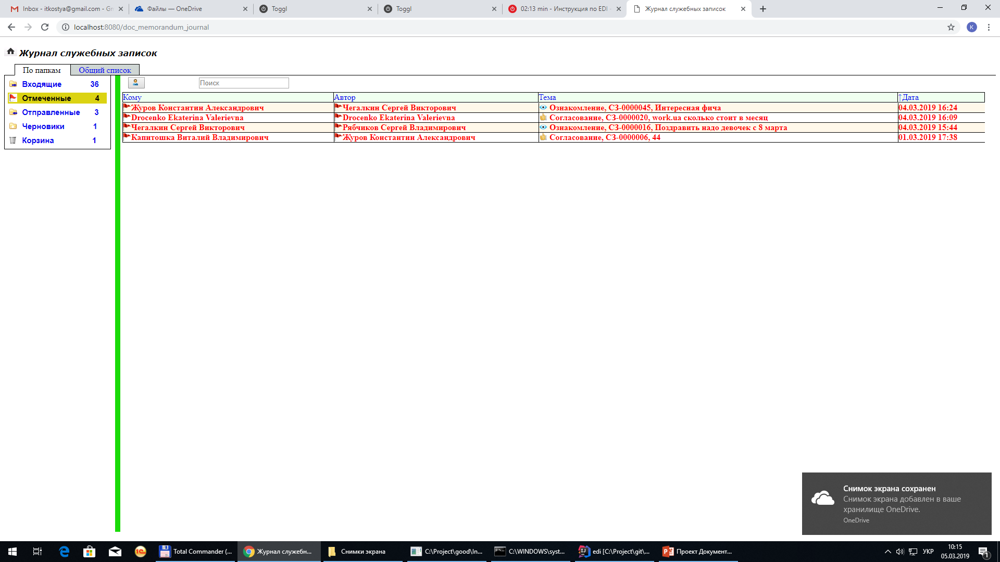 Inbox - itkostya@gmail.com - Gm
Файлы — OneDrive
Toggl
Toggl
02:13 min - Инструкция по EDI -
Журнал служебных записок
localhost:8080/doc_memorandum_journal
K
Журнал служебных записок
По папкам
Общий список
Входящие 36
Отмеченные 4
Отправленные 3
Черновики 1
Корзина 1
Поиск
Кому Автор Тема ↑Дата
Журов Константин Александрович Чегалкин Сергей Викторович Ознакомление, СЗ-0000045, Интересная фича 04.03.2019 16:24
Drocenko Ekaterina Valerievna Drocenko Ekaterina Valerievna Согласование, СЗ-0000020, work.ua сколько стоит в месяц 04.03.2019 16:09
Чегалкин Сергей Викторович Рябчиков Сергей Владимирович Ознакомление, СЗ-0000016, Поздравить надо девочек с 8 марта 04.03.2019 15:44
Капитошка Виталий Владимирович Журов Константин Александрович Согласование, СЗ-0000006, 44 01.03.2019 17:38
Снимок экрана сохранен
Снимок экрана добавлен в ваше
хранилище OneDrive.
OneDrive
Total Commander (...
Журнал служебн...
Снимки экрана
C:\Project\good\In...
C:\WINDOWS\syst...
edi [C:\Project\git\...
Проект Документ...
УКР
10:15
05.03.2019
1